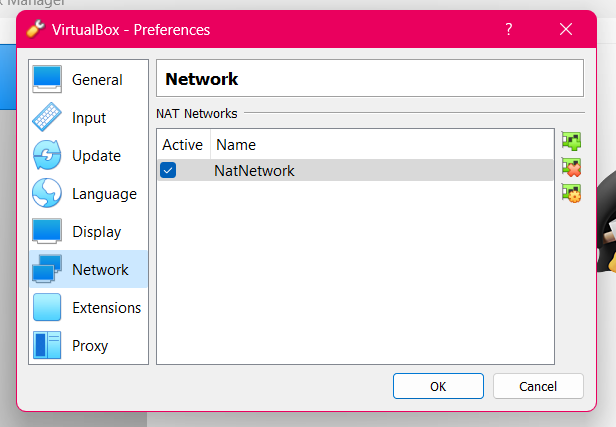 Manager
VirtualBox - Preferences
?
General
Input
Update
Language
Display
Network
Extensions
Proxy
Network
NAT Networks
Active Name
NatNetwork
OK Cancel